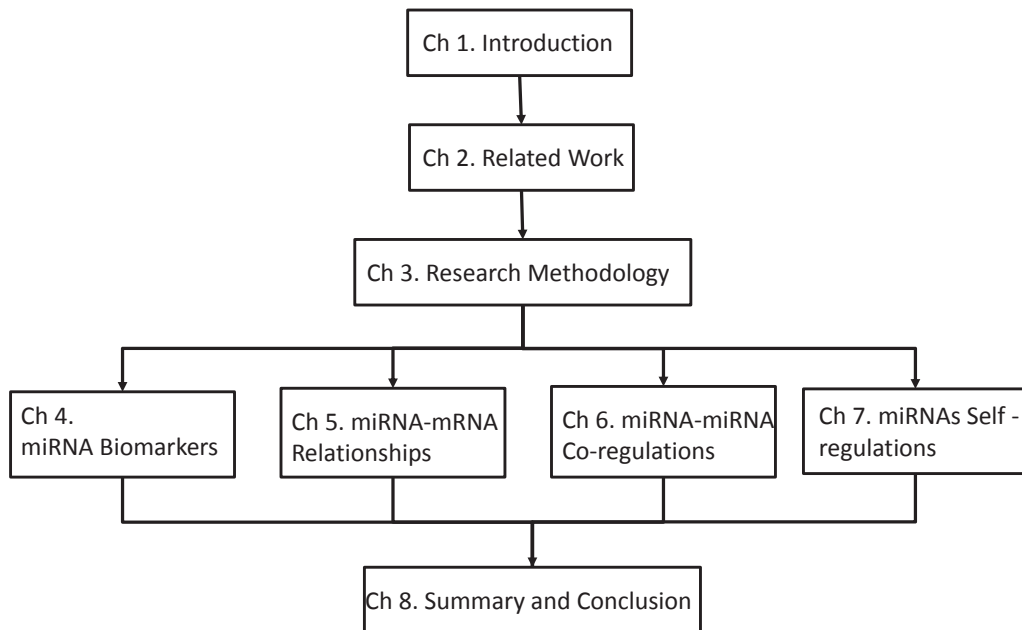 Ch 1. Introduction
Ch 2. Related Work
Ch 3. Research Methodology
Ch 4.
miRNA Biomarkers
Ch 5. miRNA-mRNA
Relationships
Ch 6. miRNA-miRNA
Co-regulations
Ch 7. miRNAs Self -
regulations
Ch 8. Summary and Conclusion